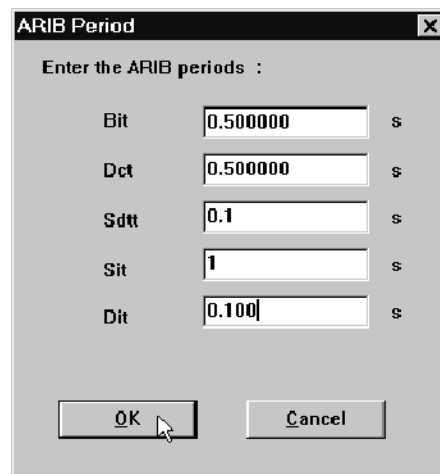 ARIB Period
Enter the ARIB periods :
Bit 0.500000 s
Dct 0.500000 s
Sdtt 0.1 s
Sit 1 s
Dit 0.100 s
OK Cancel